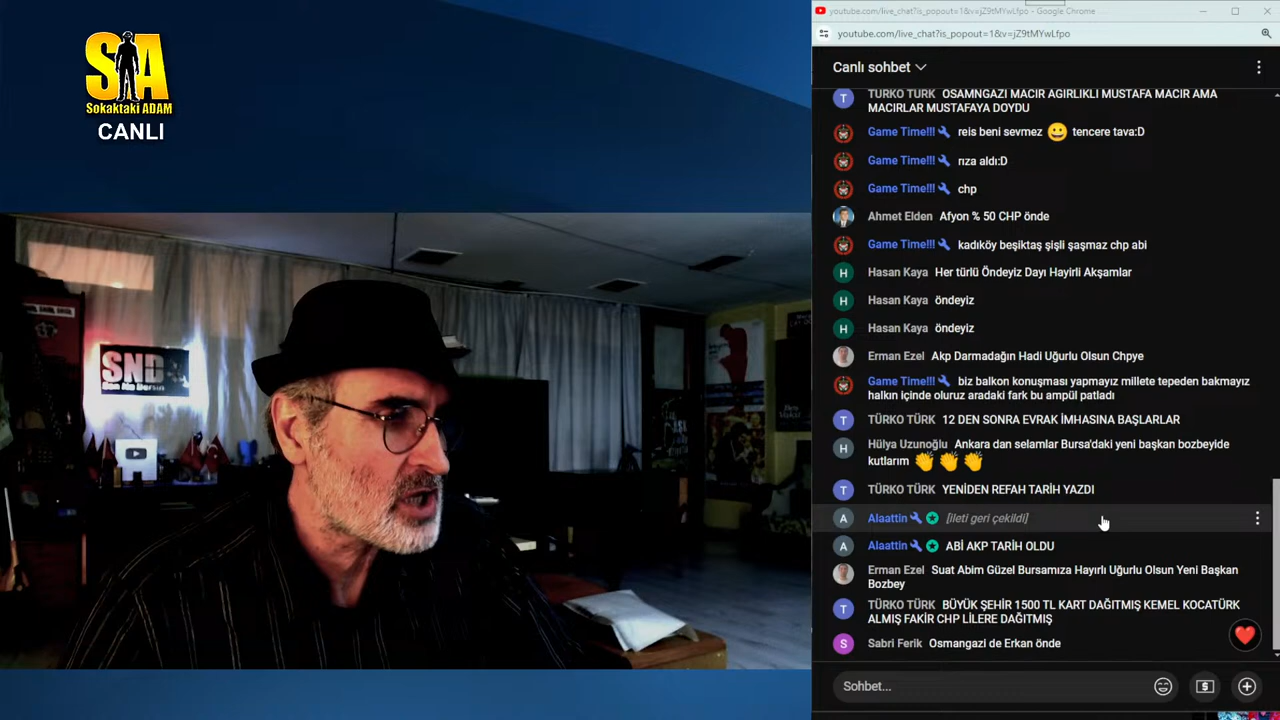 SA
Sokaktaki ADAM
CANLI
SND
youtube.com/live_chat?is_popout=1&v=jZ9tMYwLfpo - Google Chrome
youtube.com/live_chat?is_popout=1&v=jZ9tMYwLfpo
Canlı sohbet
T TÜRKO TÜRK OSAMNGAZİ MACIR AGIRLIKLI MUSTAFA MACIR AMA
MACIRLAR MUSTAFAYA DOYDU
Game Time!!! reis beni sevmez 😀 tencere tava:D
Game Time!!! rıza aldı:D
Game Time!!! chp
Ahmet Elden Afyon % 50 CHP önde
Game Time!!! kadıköy beşiktaş şişli şaşmaz chp abi
H Hasan Kaya Her türlü Öndeyiz Dayı Hayirli Akşamlar
H Hasan Kaya öndeyiz
H Hasan Kaya öndeyiz
Erman Ezel Akp Darmadağın Hadi Uğurlu Olsun Chpye
Game Time!!! biz balkon konuşması yapmayız millete tepeden bakmayız
halkın içinde oluruz aradaki fark bu ampül patladı
T TÜRKO TÜRK 12 DEN SONRA EVRAK İMHASINA BAŞLARLAR
H Hülya Uzunoğlu Ankara dan selamlar Bursa'daki yeni başkan bozbeyide
kutlarım 👏 👏 👏
T TÜRKO TÜRK YENİDEN REFAH TARİH YAZDI
A Alaattin [ileti geri çekildi]
A Alaattin ABİ AKP TARİH OLDU
Erman Ezel Suat Abim Güzel Bursamıza Hayırlı Uğurlu Olsun Yeni Başkan
Bozbey
T TÜRKO TÜRK BÜYÜK ŞEHİR 1500 TL KART DAĞITMIŞ KEMEL KOCATÜRK
ALMIŞ FAKİR CHP LİLERE DAĞITMIŞ
S Sabri Ferik Osmangazi de Erkan önde
Sohbet...